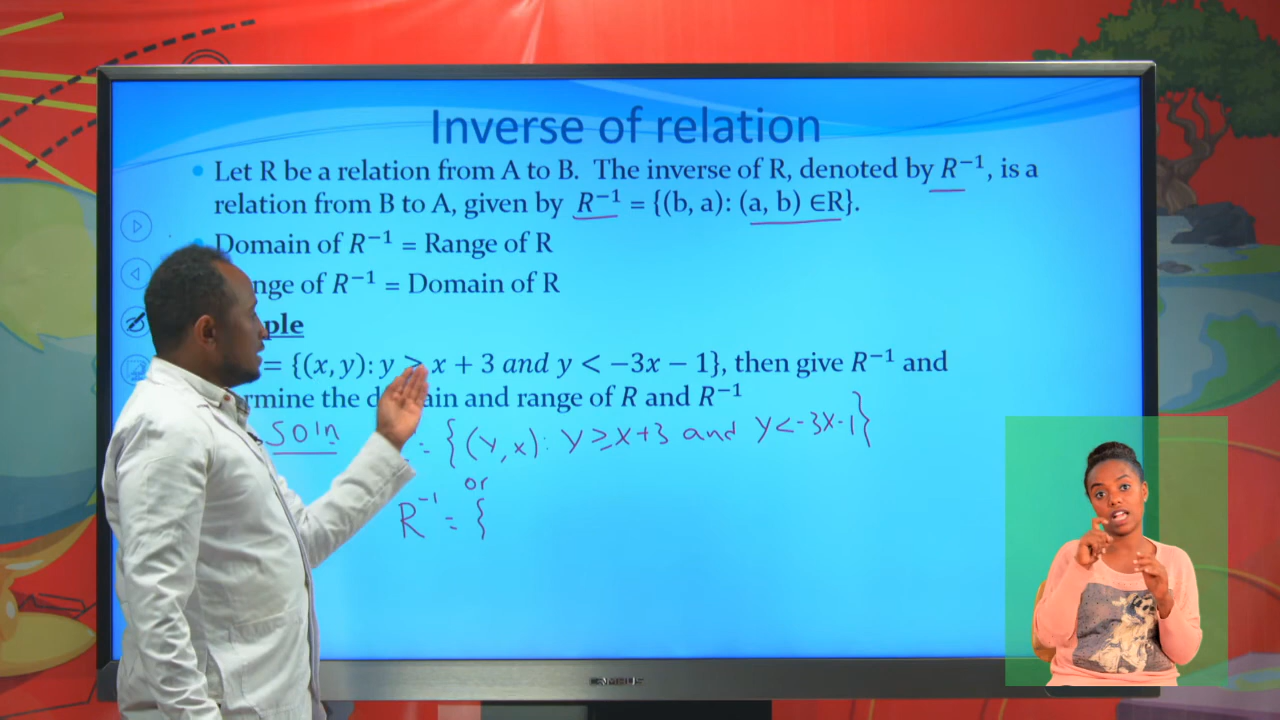 Inverse of relation
• Let R be a relation from A to B. The inverse of R, denoted by R⁻¹, is a
relation from B to A, given by R⁻¹ = {(b, a): (a, b) ∈R}.
Domain of R⁻¹ = Range of R
nge of R⁻¹ = Domain of R
ple
= {(x, y): y > x + 3 and y < −3x − 1}, then give R⁻¹ and
rmine the d ain and range of R and R⁻¹
Soln = {(y, x): y ≥ x+3 and y < -3x-1}
or
R⁻¹ = {